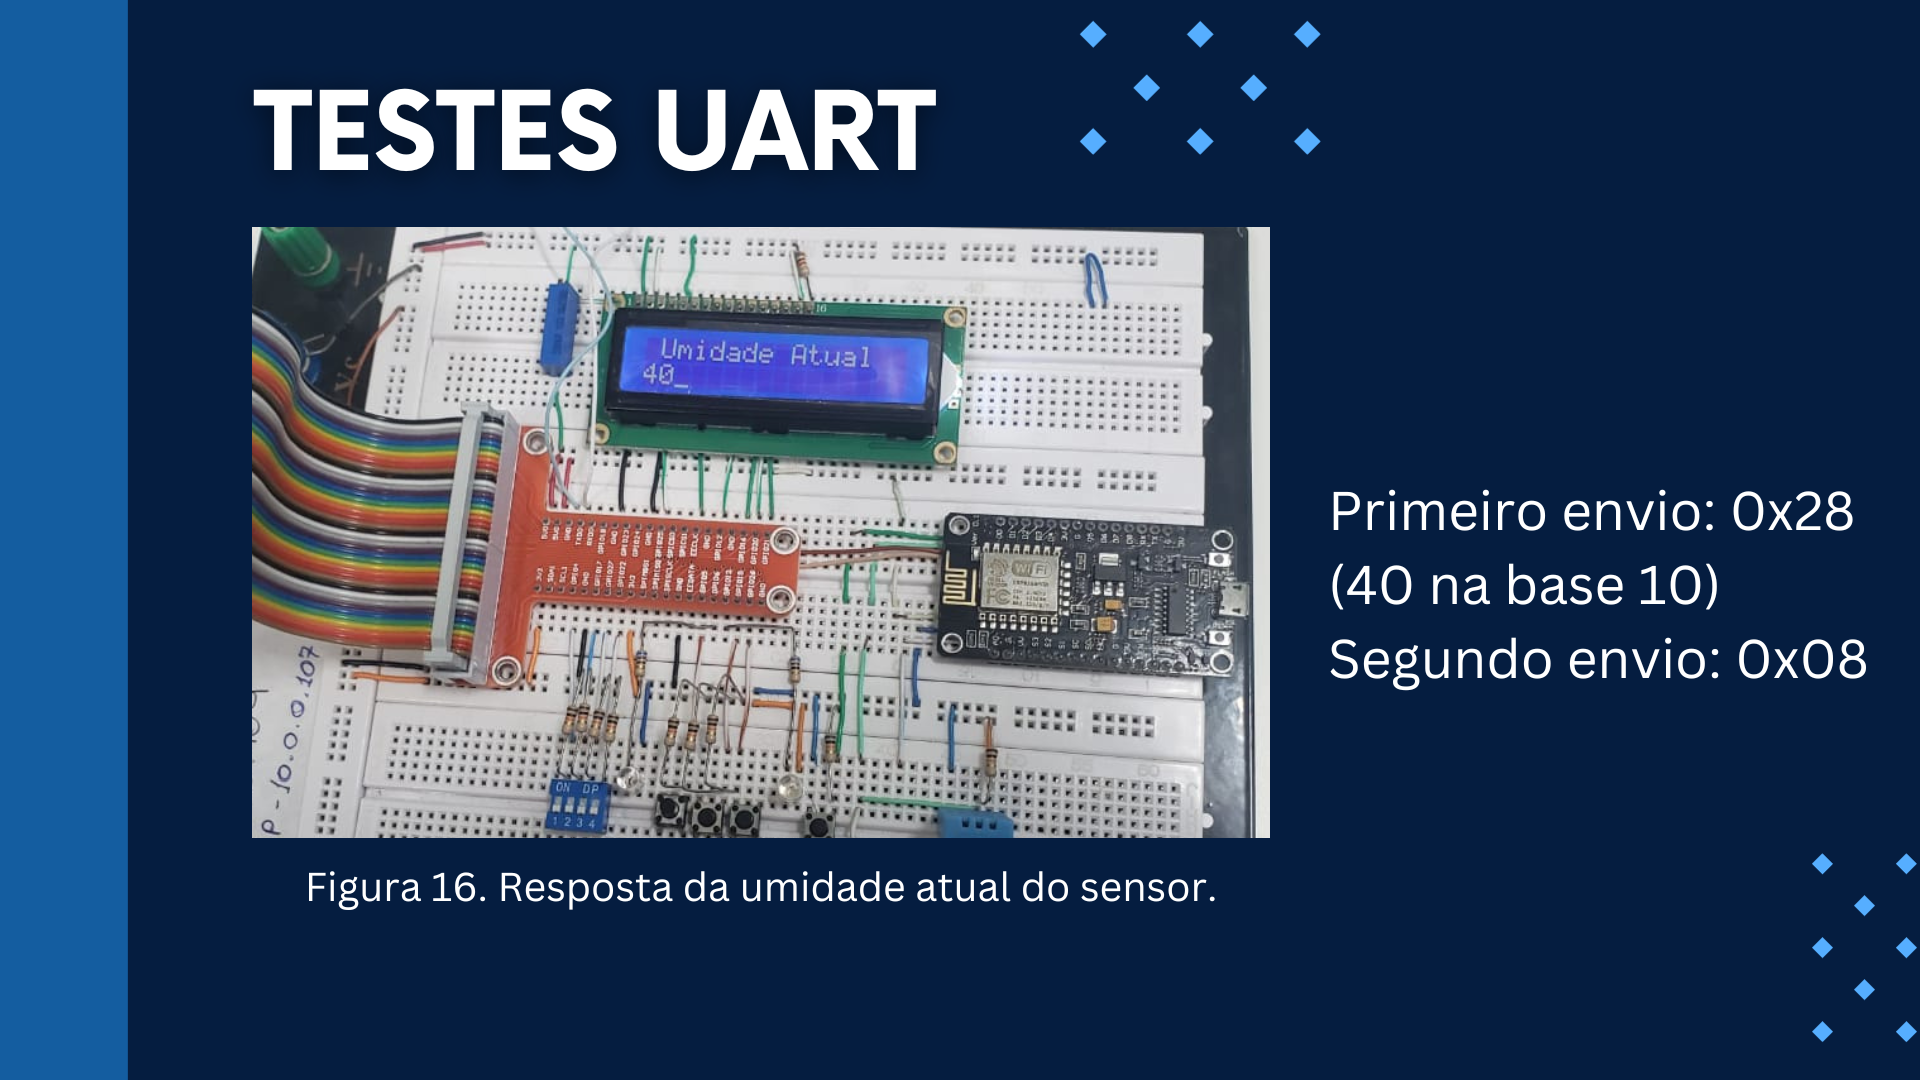 TESTES UART
Umidade Atual
40_
WiFi
ON DP
1 2 3 4
P - 10.0.0.107
Primeiro envio: 0x28
(40 na base 10)
Segundo envio: 0x08
Figura 16. Resposta da umidade atual do sensor.